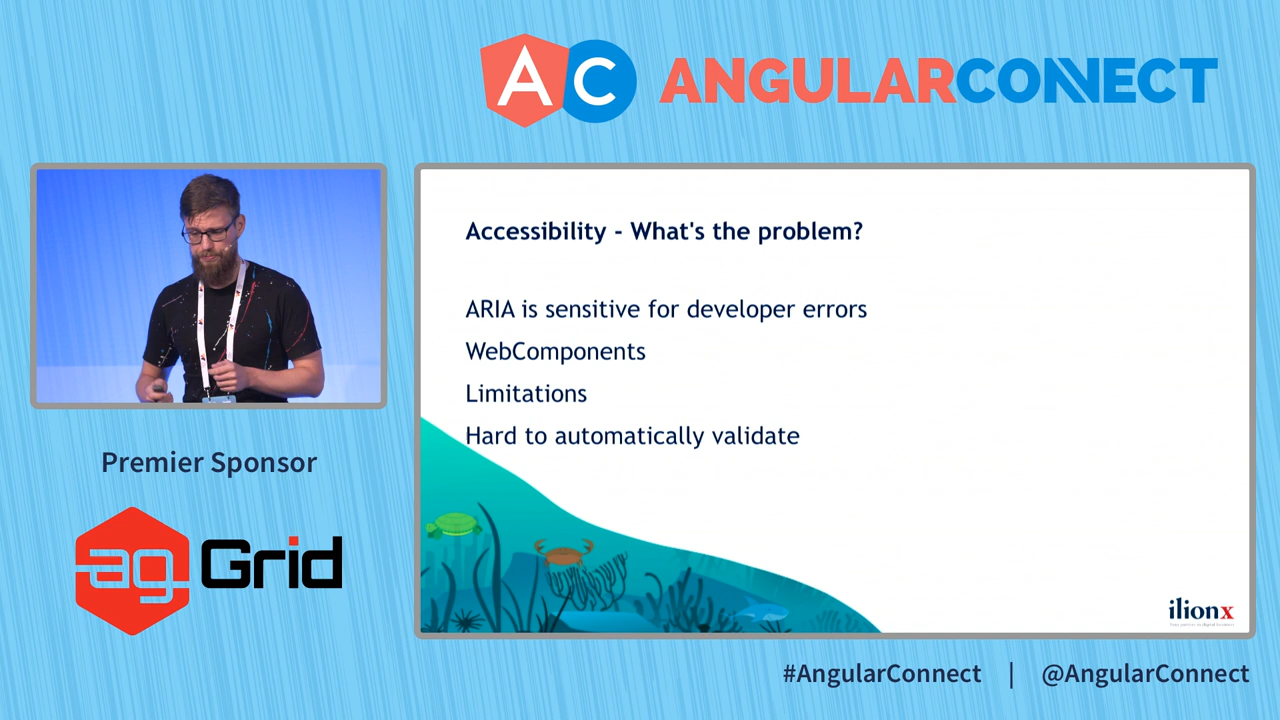 AC ANGULARCONNECT
Accessibility - What's the problem?
ARIA is sensitive for developer errors
WebComponents
Limitations
Hard to automatically validate
ilionx
Premier Sponsor
ag Grid
#AngularConnect | @AngularConnect